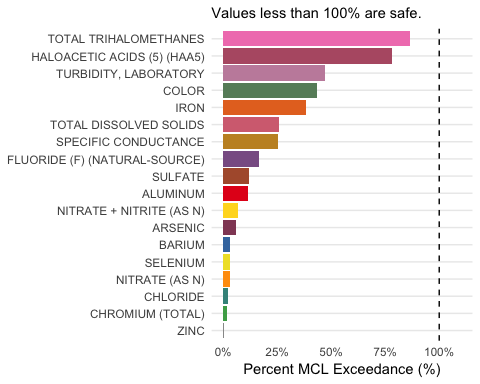 Values less than 100% are safe.
TOTAL TRIHALOMETHANES
HALOACETIC ACIDS (5) (HAA5)
TURBIDITY, LABORATORY
COLOR
IRON
TOTAL DISSOLVED SOLIDS
SPECIFIC CONDUCTANCE
FLUORIDE (F) (NATURAL-SOURCE)
SULFATE
ALUMINUM
NITRATE + NITRITE (AS N)
ARSENIC
BARIUM
SELENIUM
NITRATE (AS N)
CHLORIDE
CHROMIUM (TOTAL)
ZINC
0% 25% 50% 75% 100%
Percent MCL Exceedance (%)